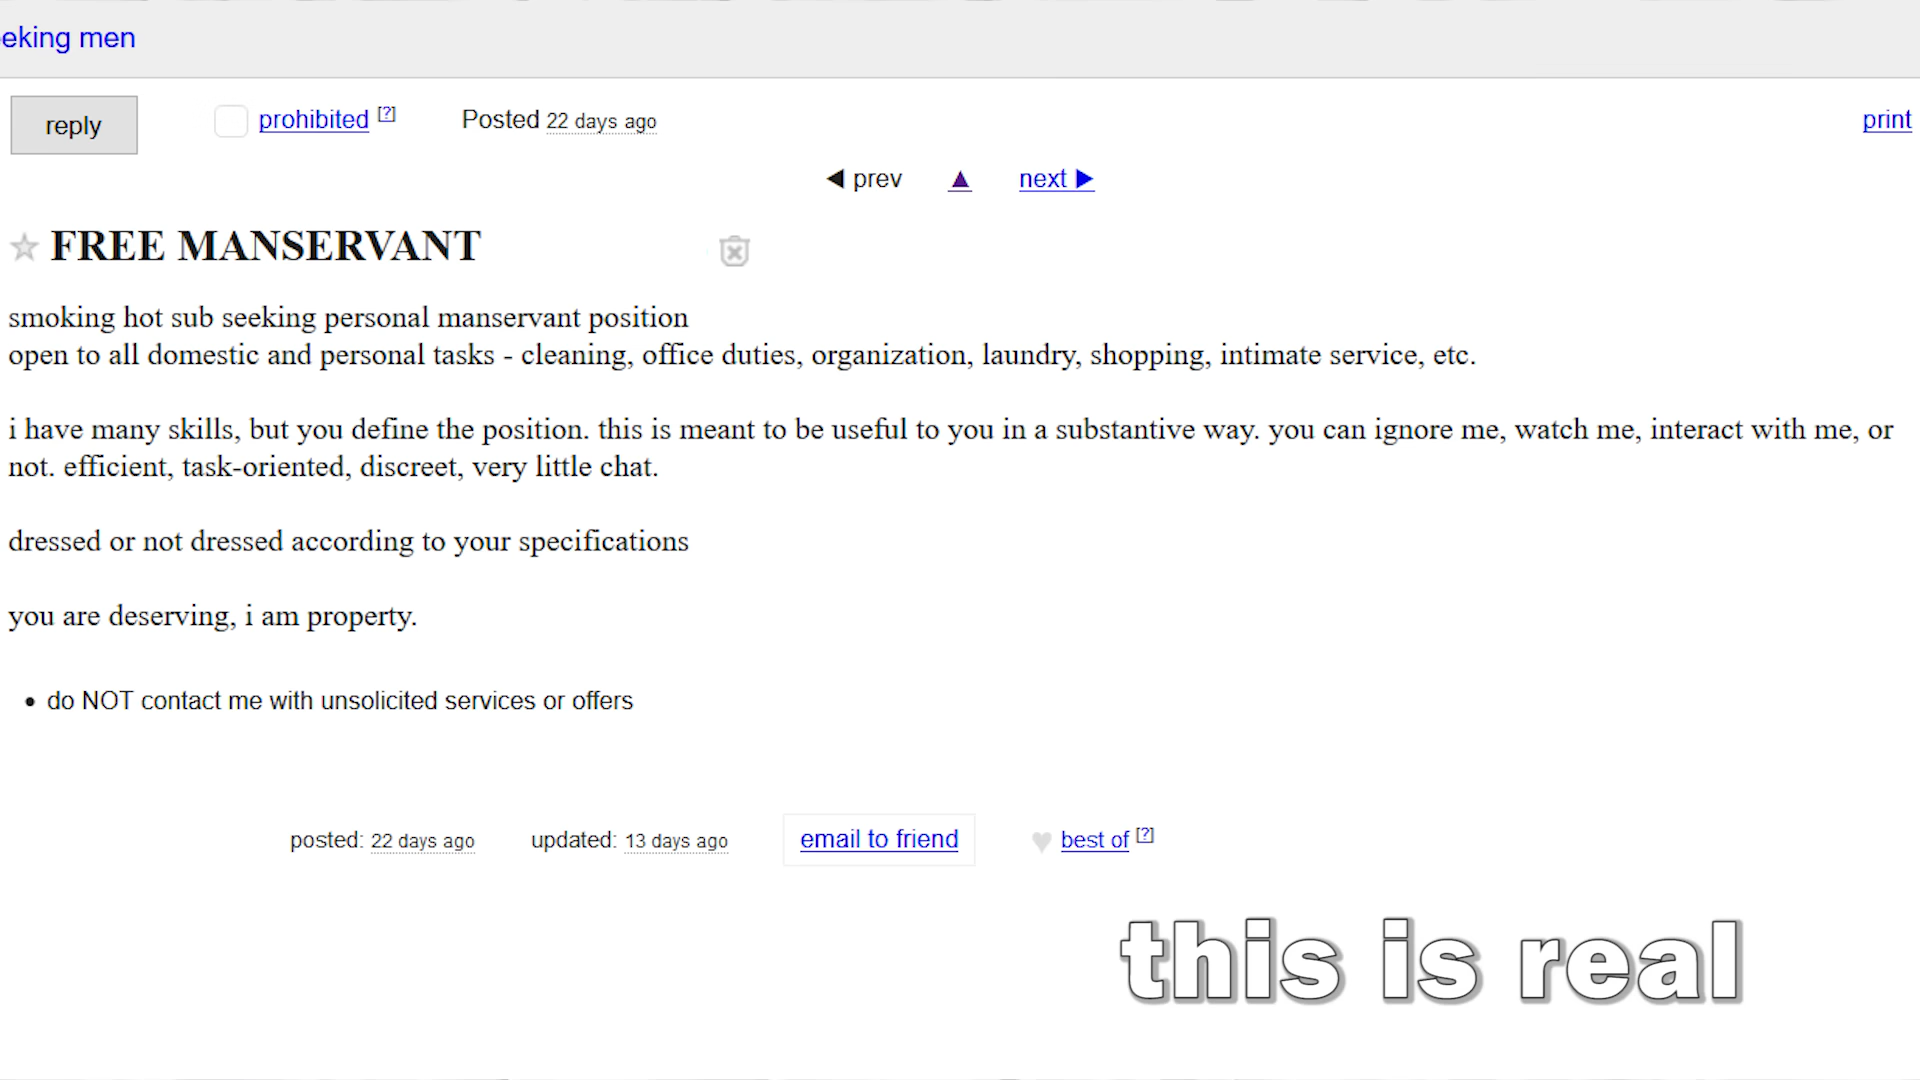 eking men
reply prohibited [?] Posted 22 days ago print
◀ prev ▲ next ▶
☆ FREE MANSERVANT
smoking hot sub seeking personal manservant position
open to all domestic and personal tasks - cleaning, office duties, organization, laundry, shopping, intimate service, etc.
i have many skills, but you define the position. this is meant to be useful to you in a substantive way. you can ignore me, watch me, interact with me, or
not. efficient, task-oriented, discreet, very little chat.
dressed or not dressed according to your specifications
you are deserving, i am property.
• do NOT contact me with unsolicited services or offers
posted: 22 days ago updated: 13 days ago email to friend ♥ best of [?]
this is real